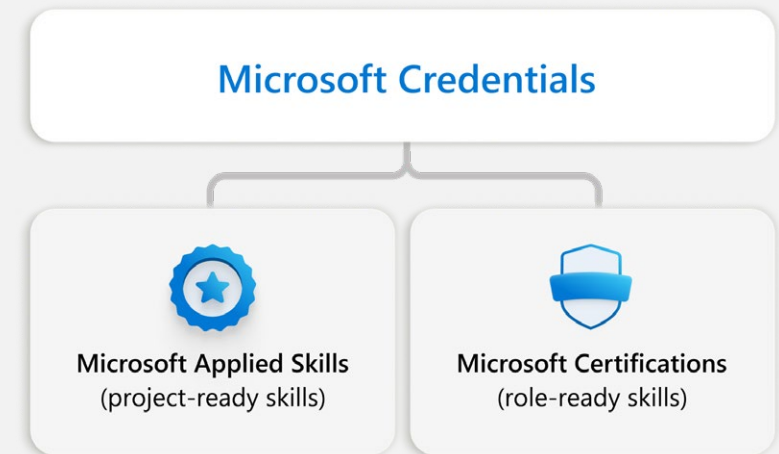 Microsoft Credentials
Microsoft Applied Skills
(project-ready skills)
Microsoft Certifications
(role-ready skills)